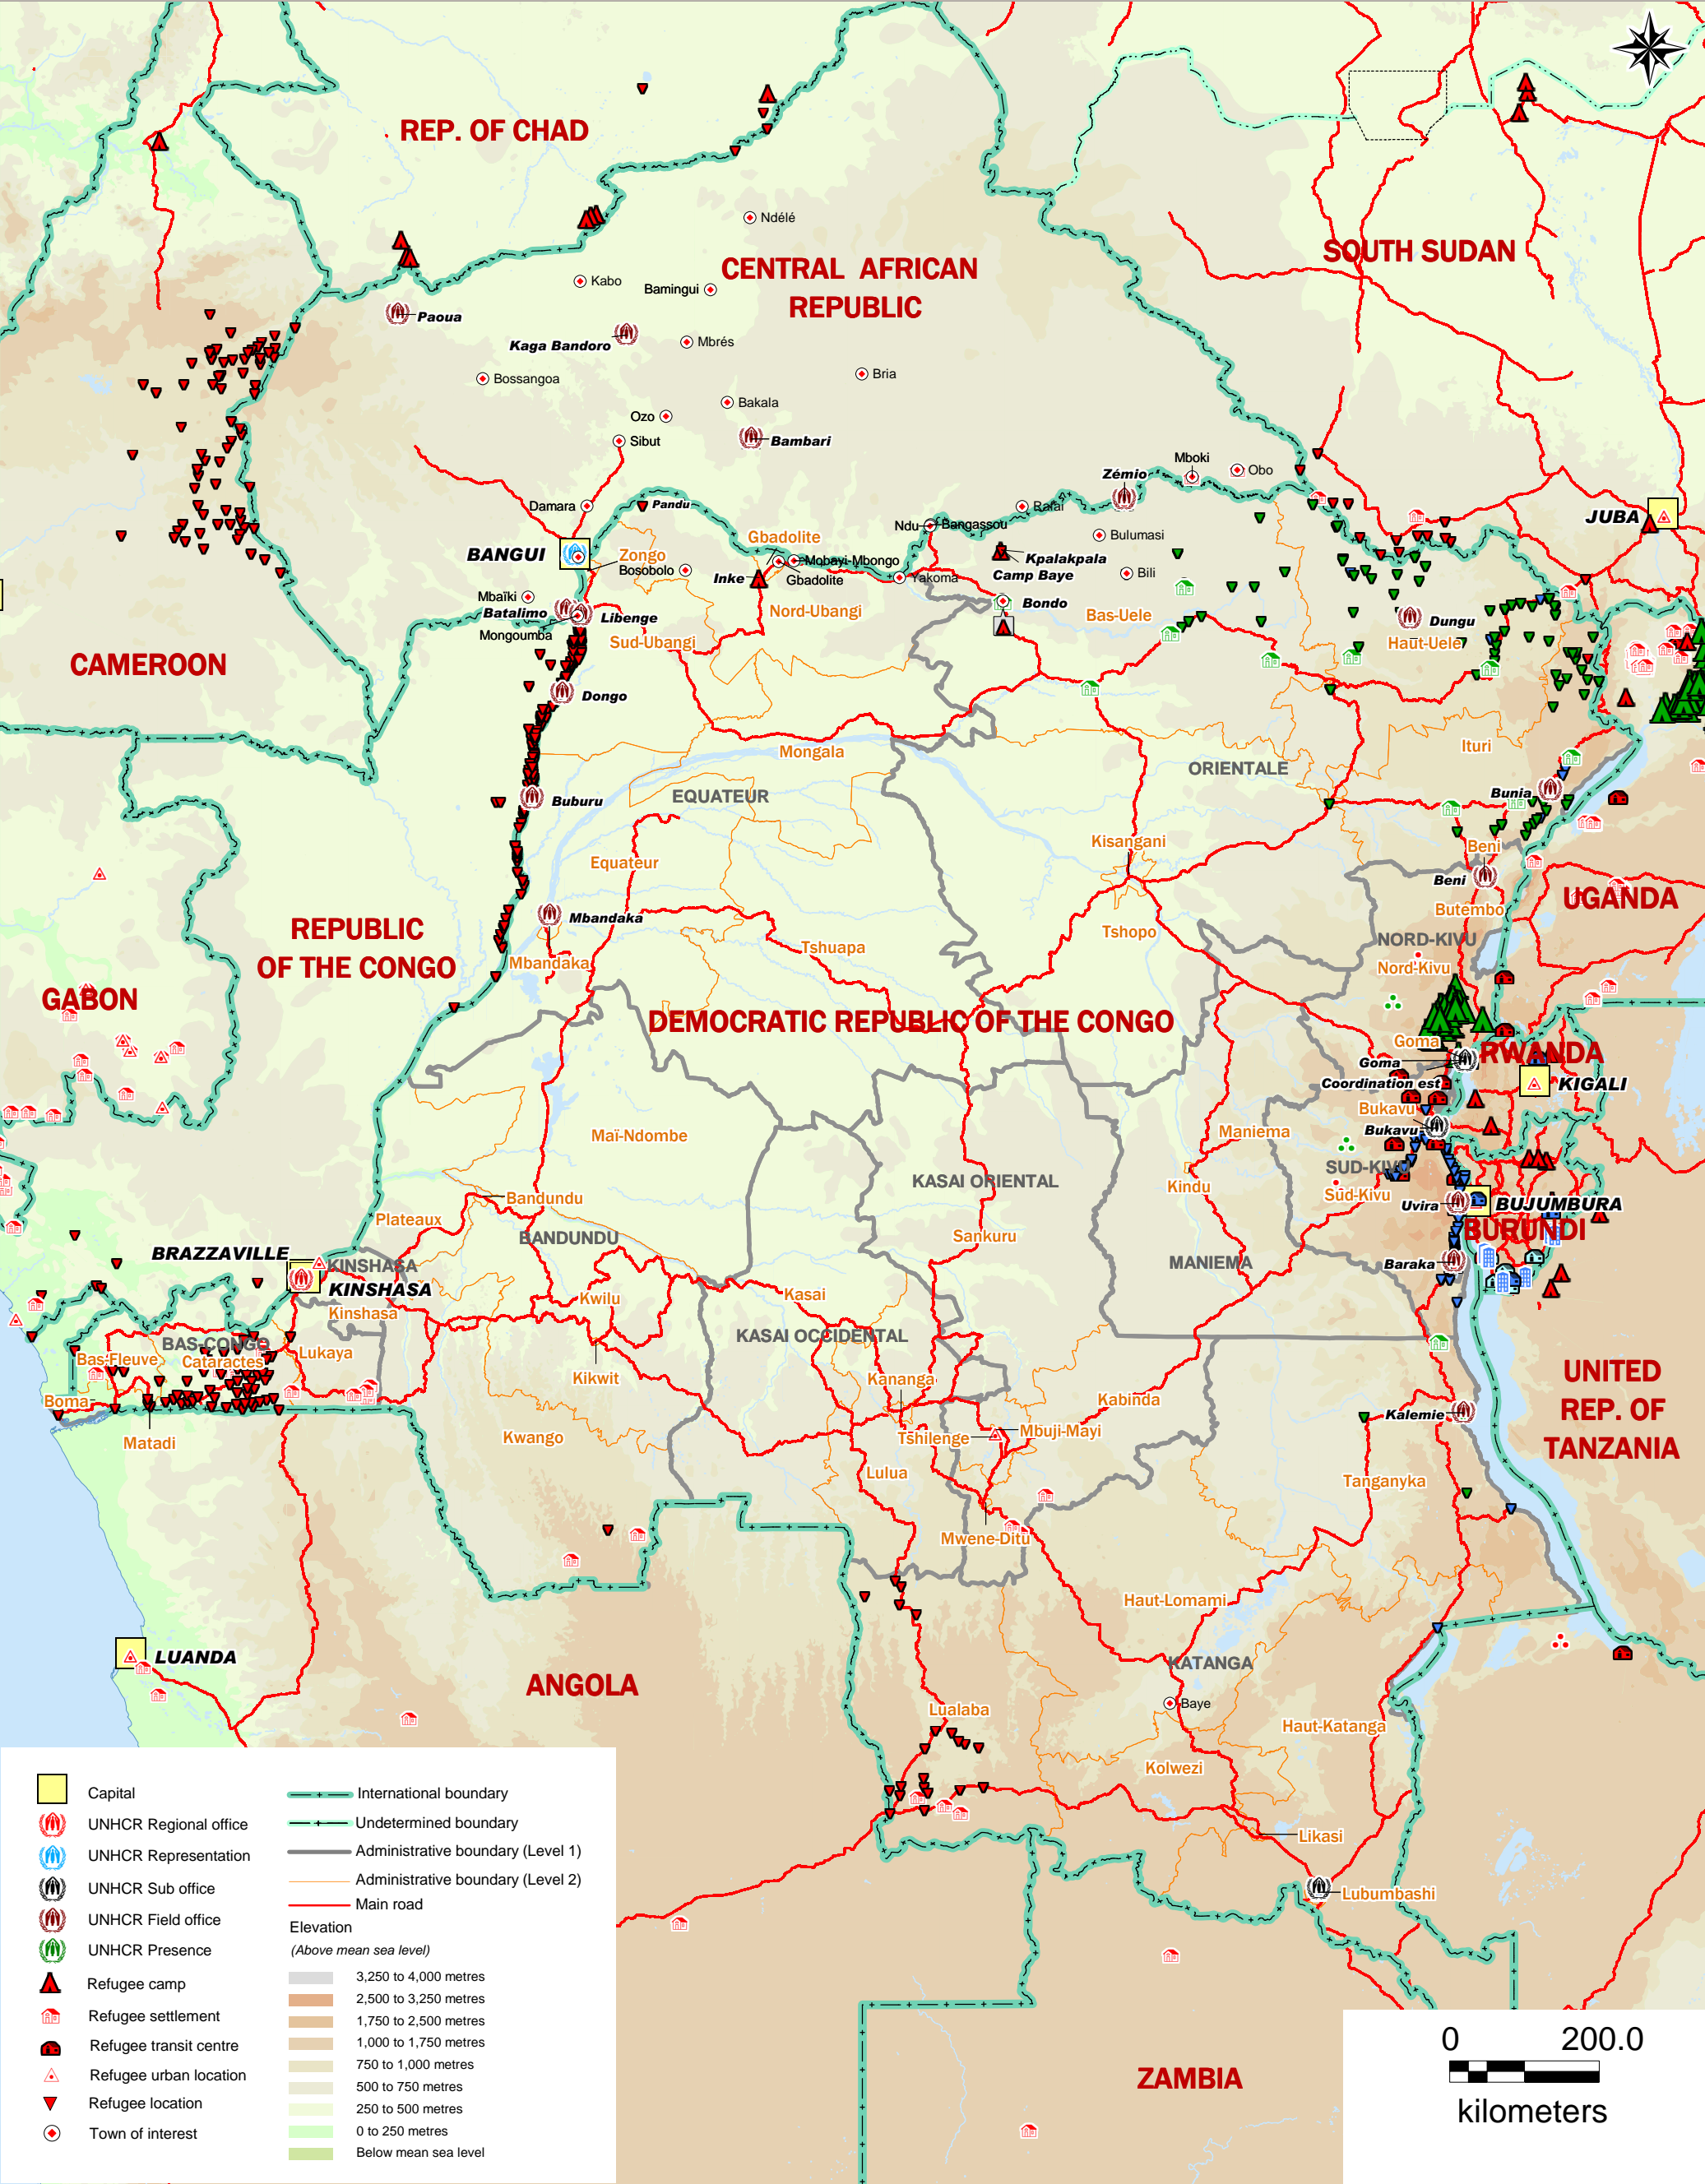 REP. OF CHAD
Ndélé
SOUTH SUDAN
CENTRAL AFRICAN
REPUBLIC
Kabo
Bamingui
Paoua
Kaga Bandoro
Mbrés
Bossangoa
Bria
Bakala
Ozo
Sibut
Bambari
Mboki
Obo
Zémio
Damara
Pandu
Rafaï
JUBA
Ndu
Bangassou
Gbadolite
Bulumasi
BANGUI
Zongo
Bosobolo
Mobayi-Mbongo
Kpalakpala
Camp Baye
Inke
Gbadolite
Yakoma
Bili
Mbaïki
Batalimo
Libenge
Nord-Ubangi
Bondo
Bas-Uele
Dungu
Mongoumba
Sud-Ubangi
Haut-Uele
CAMEROON
Dongo
Mongala
Ituri
ORIENTALE
EQUATEUR
Buburu
Bunia
Kisangani
Beni
Equateur
Beni
UGANDA
Mbandaka
Butembo
REPUBLIC
OF THE CONGO
Tshopo
NORD-KIVU
Tshuapa
Mbandaka
Nord-Kivu
GABON
DEMOCRATIC REPUBLIC OF THE CONGO
Goma
RWANDA
Goma
Coordination est
KIGALI
Bukavu
Maï-Ndombe
Maniema
Bukavu
KASAI ORIENTAL
SUD-KIVU
Kindu
Sud-Kivu
Bandundu
Uvira
BUJUMBURA
Plateaux
BURUNDI
BANDUNDU
Sankuru
BRAZZAVILLE
KINSHASA
MANIEMA
Baraka
KINSHASA
Kwilu
Kasai
Kinshasa
KASAI OCCIDENTAL
BAS-CONGO
Lukaya
Bas-Fleuve
Cataractes
UNITED
REP. OF
TANZANIA
Kikwit
Kananga
Boma
Kabinda
Kalemie
Matadi
Kwango
Tshilenge
Mbuji-Mayi
Lulua
Tanganyika
Mwene-Ditu
Haut-Lomami
LUANDA
KATANGA
ANGOLA
Baye
Lualaba
Haut-Katanga
Kolwezi
Likasi
Lubumbashi
ZAMBIA
Capital
UNHCR Regional office
UNHCR Representation
UNHCR Sub office
UNHCR Field office
UNHCR Presence
Refugee camp
Refugee settlement
Refugee transit centre
Refugee urban location
Refugee location
Town of interest
International boundary
Undetermined boundary
Administrative boundary (Level 1)
Administrative boundary (Level 2)
Main road
Elevation
(Above mean sea level)
3,250 to 4,000 metres
2,500 to 3,250 metres
1,750 to 2,500 metres
1,000 to 1,750 metres
750 to 1,000 metres
500 to 750 metres
250 to 500 metres
0 to 250 metres
Below mean sea level
0 200.0
kilometers